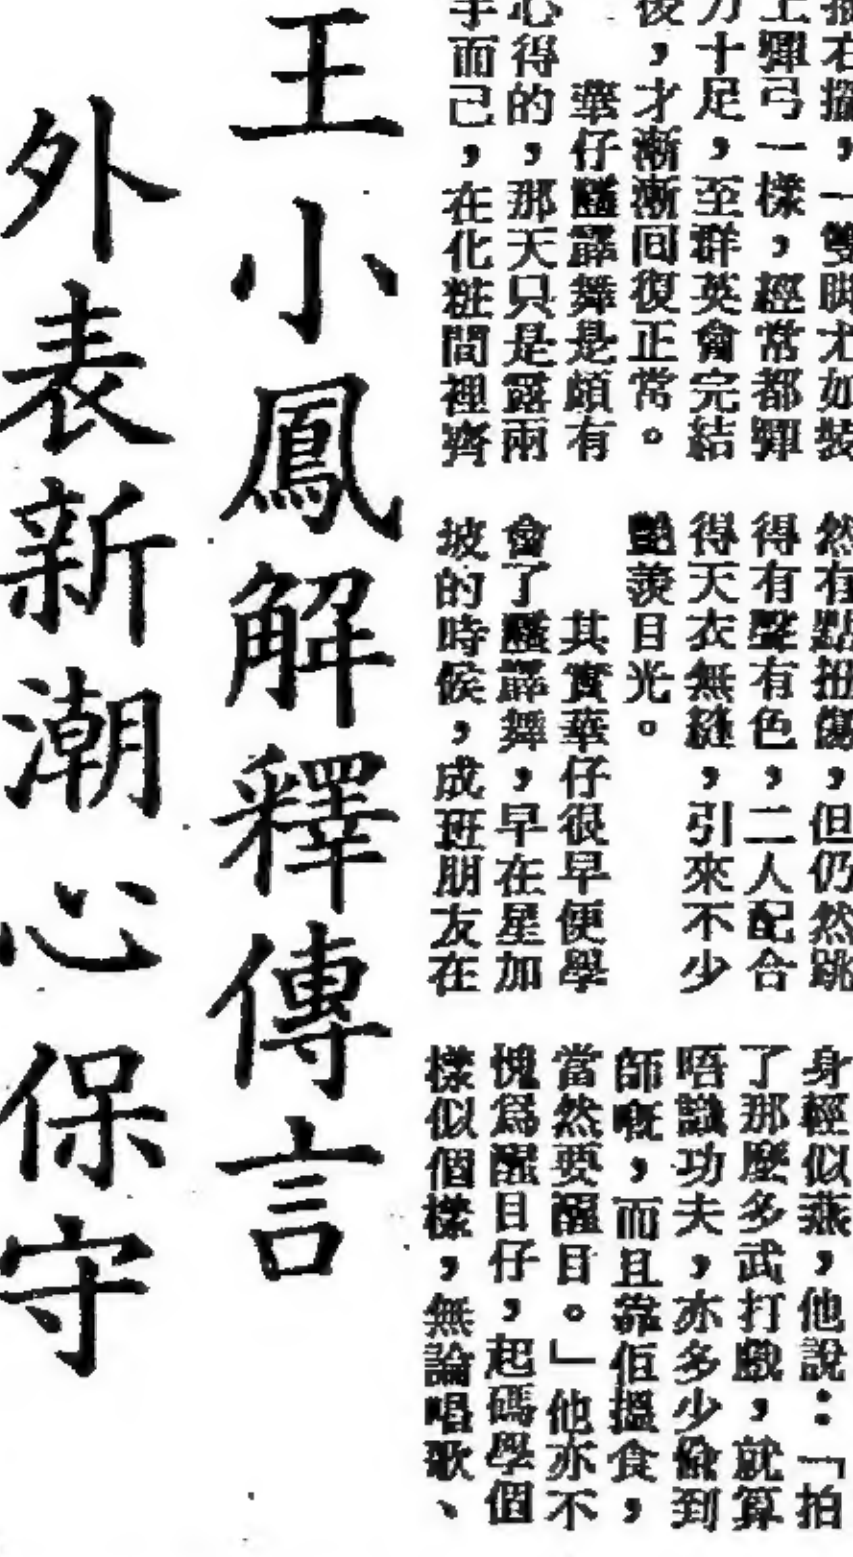 右擺，一雙脚尤如裝
上彈弓一樣，經常都彈
力十足，至群英會完結
後，才漸漸回復正常。
華仔靂霹舞是頗有
心得的，那天只是露兩
手而已，在化粧間裡齊
然有點扭傷，但仍然跳
得有聲有色，二人配合
得天衣無縫，引來不少
艷羨目光。
其實華仔很早便學
會了靂霹舞，早在星加
坡的時候，成班朋友在
身輕似燕，他說：「拍
了那麼多武打戲，就算
唔識功夫，亦多少偷到
師嘅，而且靠佢搵食，
當然要醒目。」他亦不
愧爲醒目仔，起碼學個
樣似個樣，無論唱歌、
王小鳳解釋傳言
外表新潮心保守